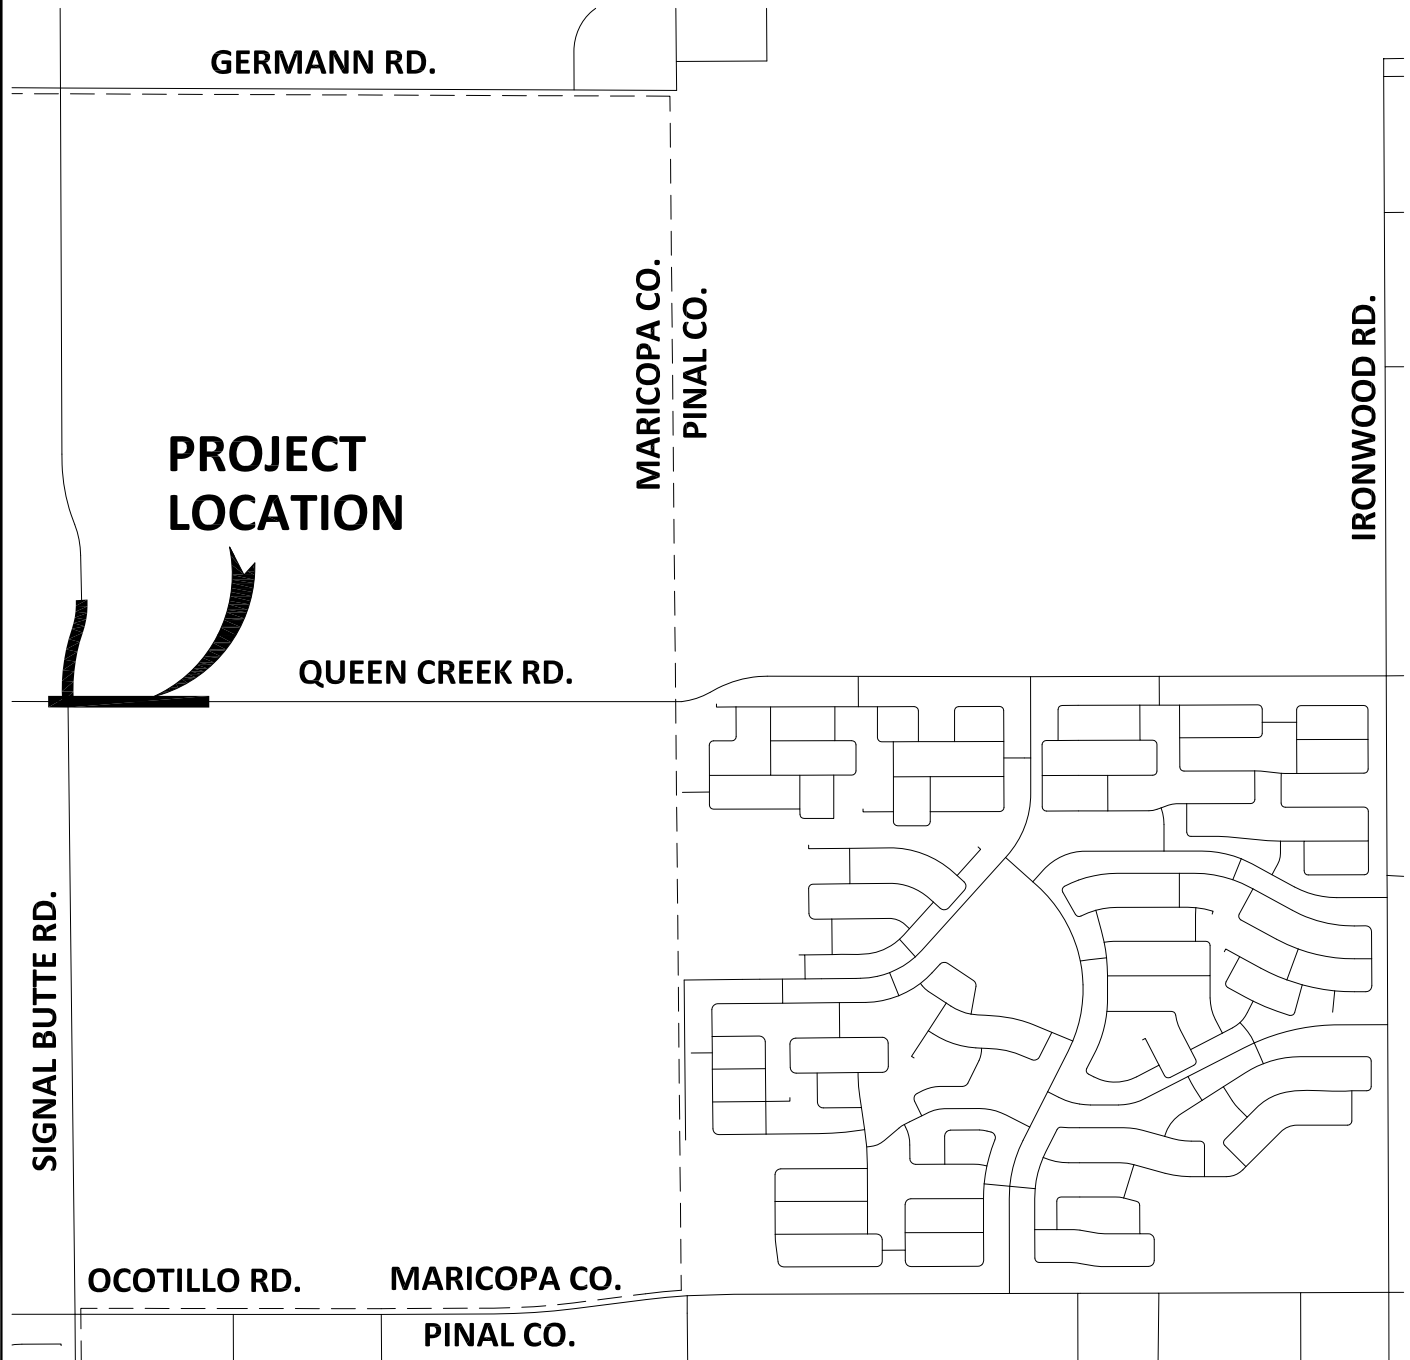 GERMANN RD.
MARICOPA CO.
PINAL CO.
IRONWOOD RD.
PROJECT
LOCATION
QUEEN CREEK RD.
SIGNAL BUTTE RD.
OCOTILLO RD.
MARICOPA CO.
PINAL CO.